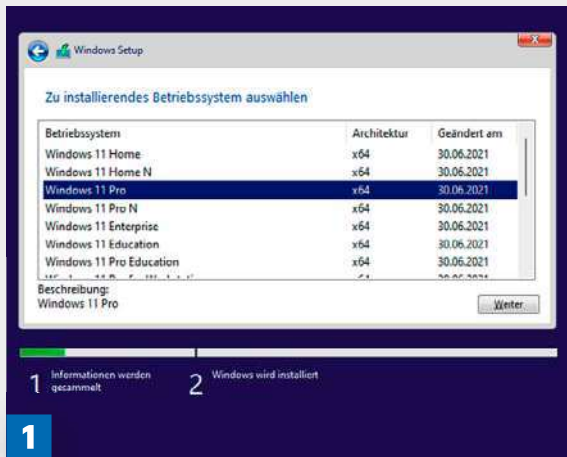 Windows Setup
Zu installierendes Betriebssystem auswählen
Betriebssystem Architektur Geändert am
Windows 11 Home x64 30.06.2021
Windows 11 Home N x64 30.06.2021
Windows 11 Pro x64 30.06.2021
Windows 11 Pro N x64 30.06.2021
Windows 11 Enterprise x64 30.06.2021
Windows 11 Education x64 30.06.2021
Windows 11 Pro Education x64 30.06.2021
Beschreibung:
Windows 11 Pro
Weiter
1 Informationen werden
gesammelt
2 Windows wird installiert
1